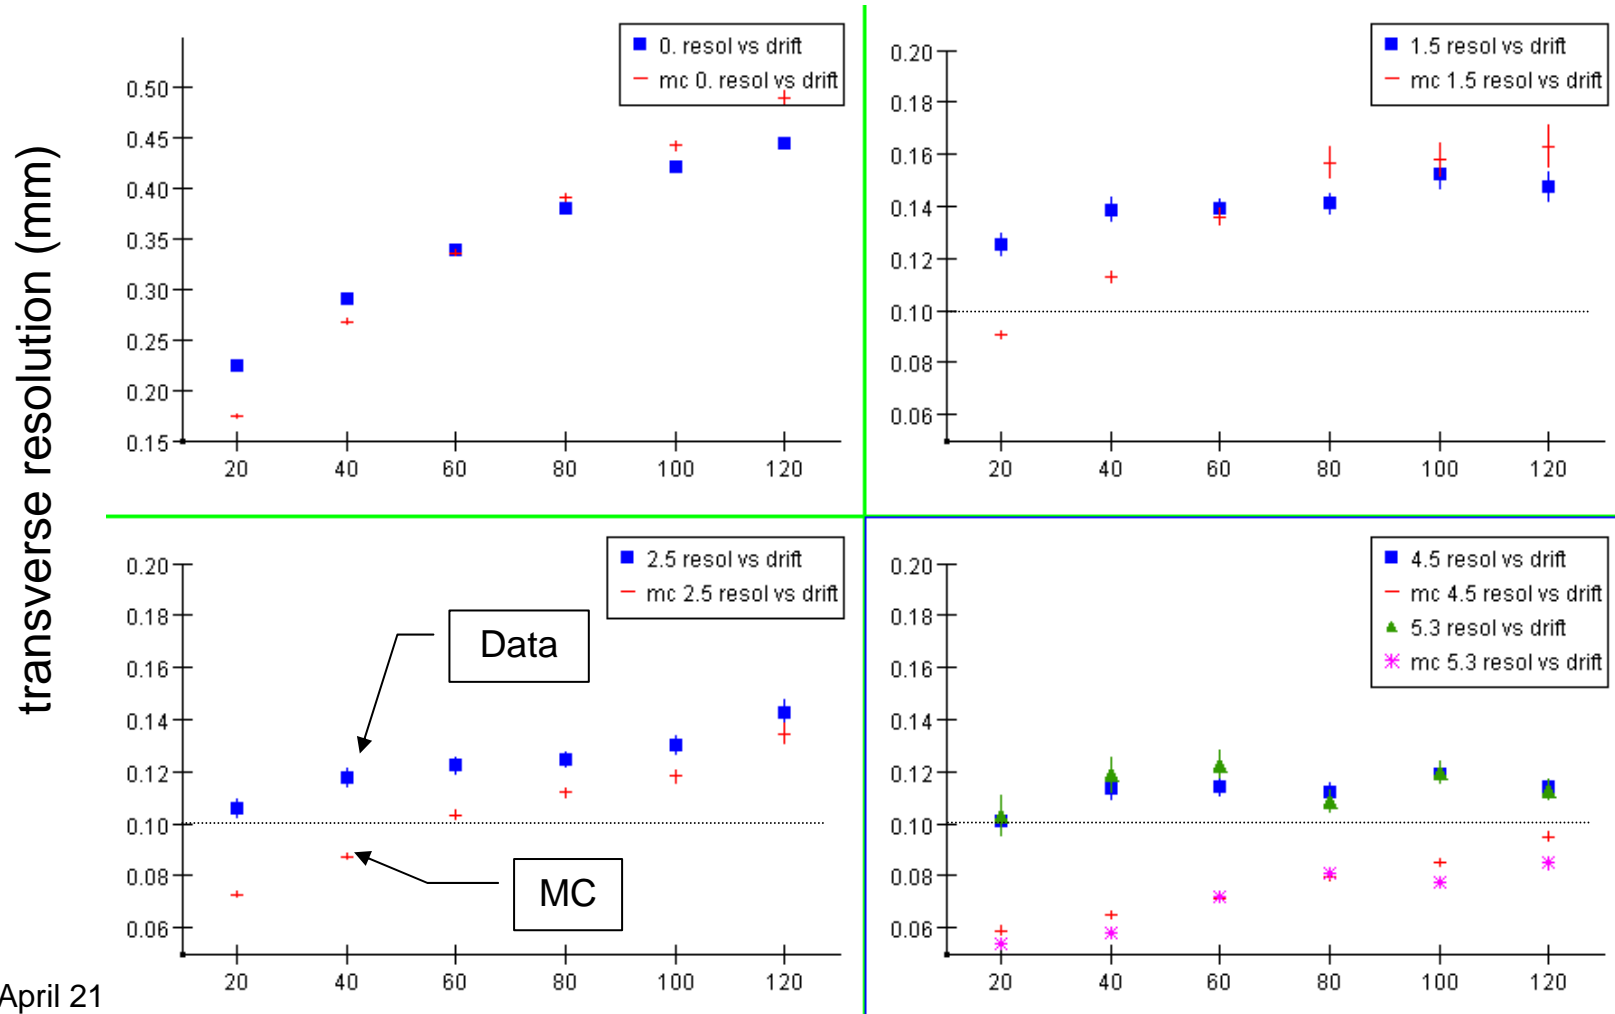 transverse resolution (mm)
0. resol vs drift
mc 0. resol vs drift
0.50
0.45
0.40
0.35
0.30
0.25
0.20
0.15
20 40 60 80 100 120
1.5 resol vs drift
mc 1.5 resol vs drift
0.20
0.18
0.16
0.14
0.12
0.10
0.08
0.06
20 40 60 80 100 120
2.5 resol vs drift
mc 2.5 resol vs drift
Data
MC
0.20
0.18
0.16
0.14
0.12
0.10
0.08
0.06
20 40 60 80 100 120
4.5 resol vs drift
mc 4.5 resol vs drift
5.3 resol vs drift
mc 5.3 resol vs drift
0.20
0.18
0.16
0.14
0.12
0.10
0.08
0.06
20 40 60 80 100 120
April 21